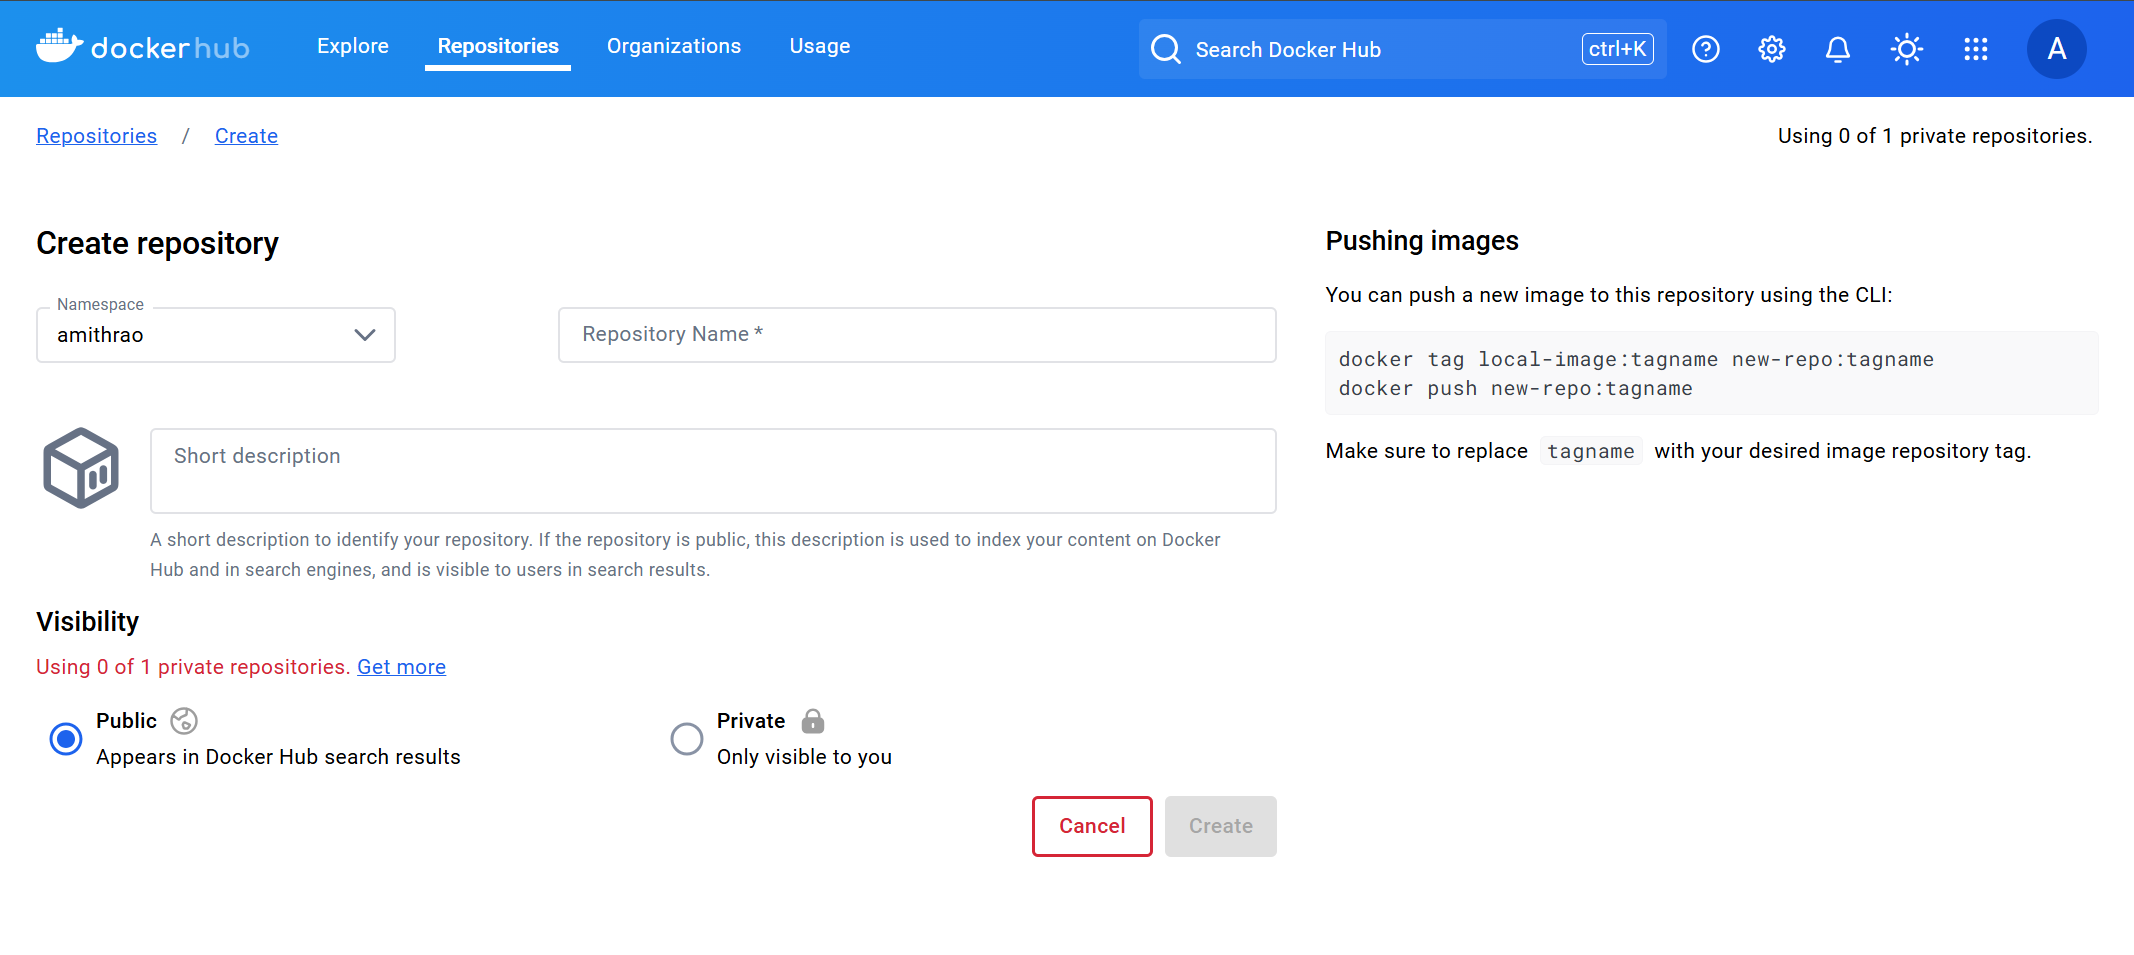 docker hub
Explore
Repositories
Organizations
Usage
Search Docker Hub
ctrl+K
A
Repositories / Create
Using 0 of 1 private repositories.
Create repository
Namespace
amithrao
Repository Name *
Short description
A short description to identify your repository. If the repository is public, this description is used to index your content on Docker
Hub and in search engines, and is visible to users in search results.
Visibility
Using 0 of 1 private repositories. Get more
Public
Appears in Docker Hub search results
Private
Only visible to you
Cancel
Create
Pushing images
You can push a new image to this repository using the CLI:
docker tag local-image:tagname new-repo:tagname
docker push new-repo:tagname
Make sure to replace tagname with your desired image repository tag.